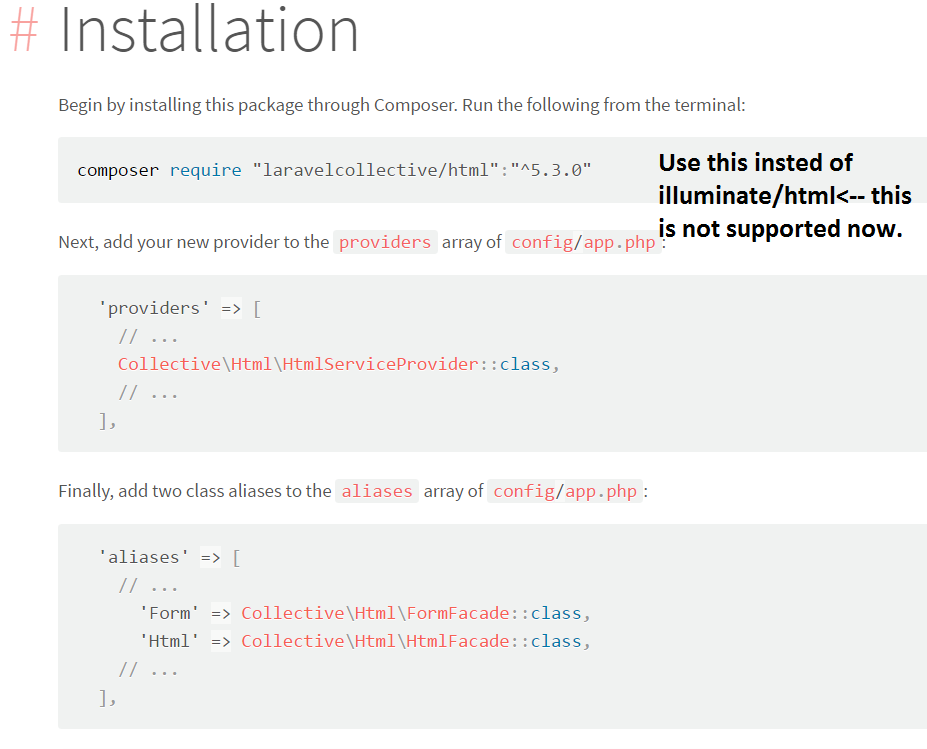 # Installation
Begin by installing this package through Composer. Run the following from the terminal:
composer require "laravelcollective/html":"^5.3.0"
Use this insted of
illuminate/html<-- this
is not supported now.
Next, add your new provider to the providers array of config/app.php :
'providers' => [
// ...
Collective\Html\HtmlServiceProvider::class,
// ...
],
Finally, add two class aliases to the aliases array of config/app.php :
'aliases' => [
// ...
'Form' => Collective\Html\FormFacade::class,
'Html' => Collective\Html\HtmlFacade::class,
// ...
],